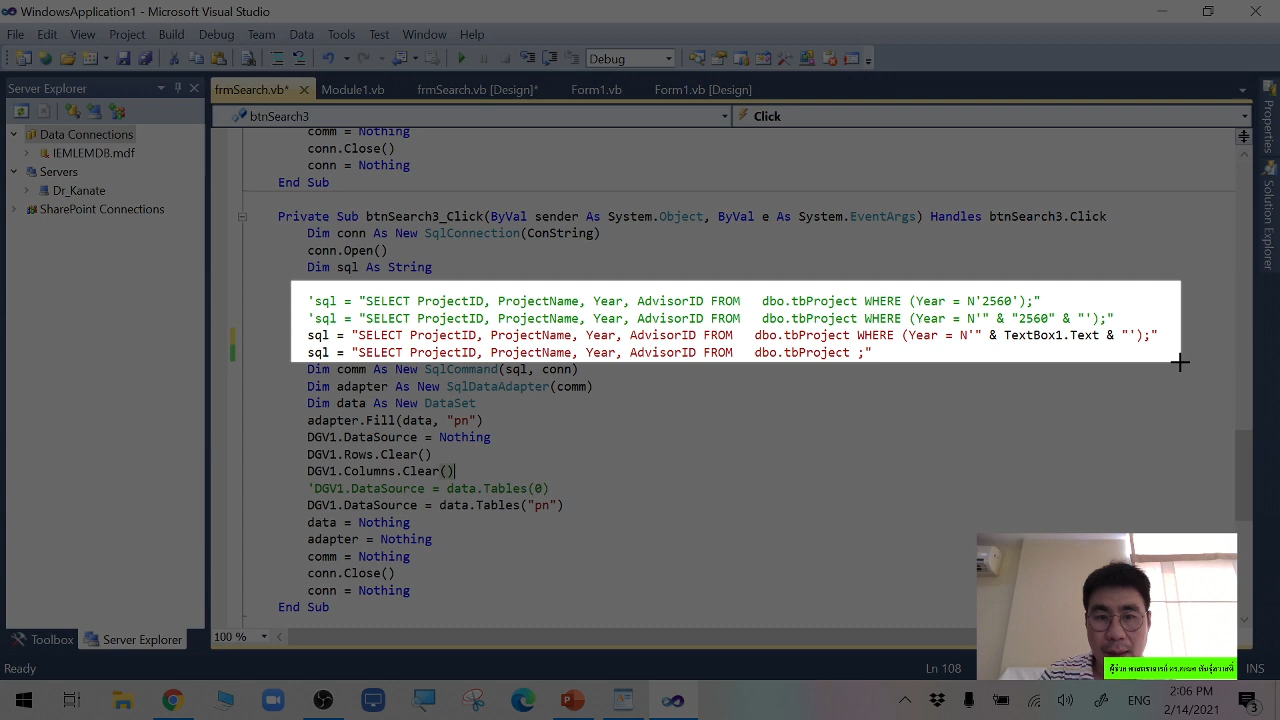 WindowsApplication1 - Microsoft Visual Studio
File Edit View Project Build Debug Team Data Tools Test Window Help
Debug
Server Explorer
frmSearch.vb* Module1.vb frmSearch.vb [Design]* Form1.vb Form1.vb [Design]
btnSearch3 Click
Data Connections
IEMLEMDB.mdf
Servers
Dr_Kanate
SharePoint Connections
comm = Nothing
conn.Close()
conn = Nothing
End Sub
Private Sub btnSearch3_Click(ByVal sender As System.Object, ByVal e As System.EventArgs) Handles btnSearch3.Click
Dim conn As New SqlConnection(ConString)
conn.Open()
Dim sql As String
'sql = "SELECT ProjectID, ProjectName, Year, AdvisorID FROM   dbo.tbProject WHERE (Year = N'2560');"
'sql = "SELECT ProjectID, ProjectName, Year, AdvisorID FROM   dbo.tbProject WHERE (Year = N'" & "2560" & "');"
sql = "SELECT ProjectID, ProjectName, Year, AdvisorID FROM   dbo.tbProject WHERE (Year = N'" & TextBox1.Text & "');"
sql = "SELECT ProjectID, ProjectName, Year, AdvisorID FROM   dbo.tbProject ;"
Dim comm As New SqlCommand(sql, conn)
Dim adapter As New SqlDataAdapter(comm)
Dim data As New DataSet
adapter.Fill(data, "pn")
DGV1.DataSource = Nothing
DGV1.Rows.Clear()
DGV1.Columns.Clear()
'DGV1.DataSource = data.Tables(0)
DGV1.DataSource = data.Tables("pn")
data = Nothing
adapter = Nothing
comm = Nothing
conn.Close()
conn = Nothing
End Sub
Properties
Solution Explorer
100 %
Toolbox Server Explorer
Ready Ln 108 INS
ENG
2:06 PM
2/14/2021
3